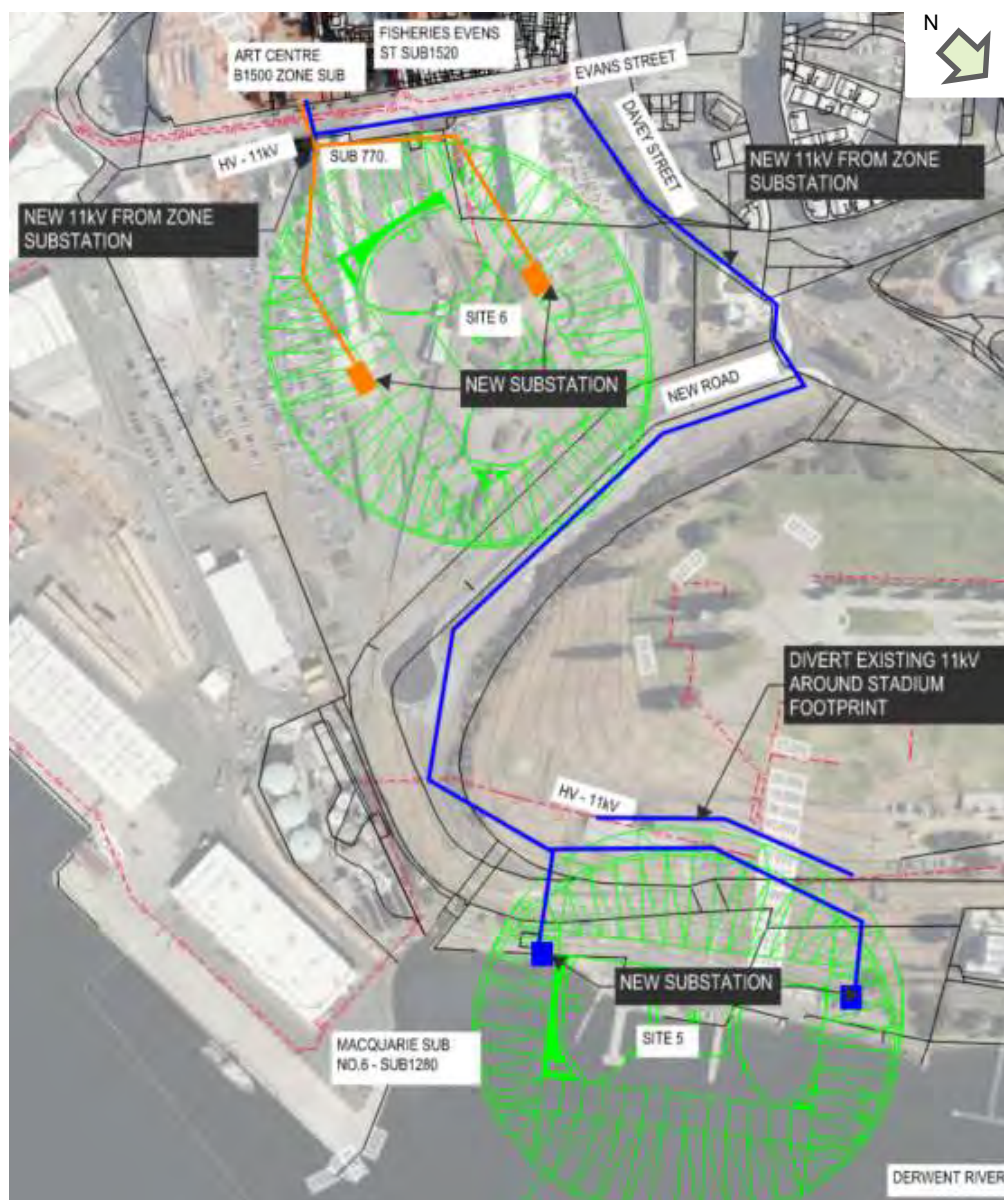 N
ART CENTRE
B1500 ZONE SUB
FISHERIES EVENS
ST SUB1520
EVANS STREET
DAVEY STREET
HV - 11kV
SUB 770.
NEW 11kV FROM ZONE
SUBSTATION
NEW 11kV FROM ZONE
SUBSTATION
SITE 6
NEW SUBSTATION
NEW ROAD
DIVERT EXISTING 11kV
AROUND STADIUM
FOOTPRINT
HV - 11kV
NEW SUBSTATION
SITE 5
MACQUARIE SUB
NO.6 - SUB1280
DERWENT RIVER